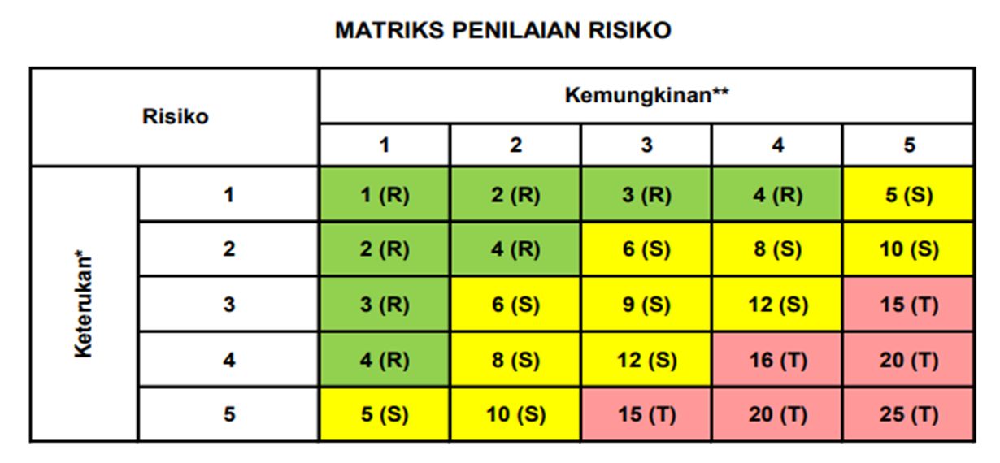 MATRIKS PENILAIAN RISIKO
Risiko
Kemungkinan**
1 2 3 4 5
Keterukan*
1 1 (R) 2 (R) 3 (R) 4 (R) 5 (S)
2 2 (R) 4 (R) 6 (S) 8 (S) 10 (S)
3 3 (R) 6 (S) 9 (S) 12 (S) 15 (T)
4 4 (R) 8 (S) 12 (S) 16 (T) 20 (T)
5 5 (S) 10 (S) 15 (T) 20 (T) 25 (T)